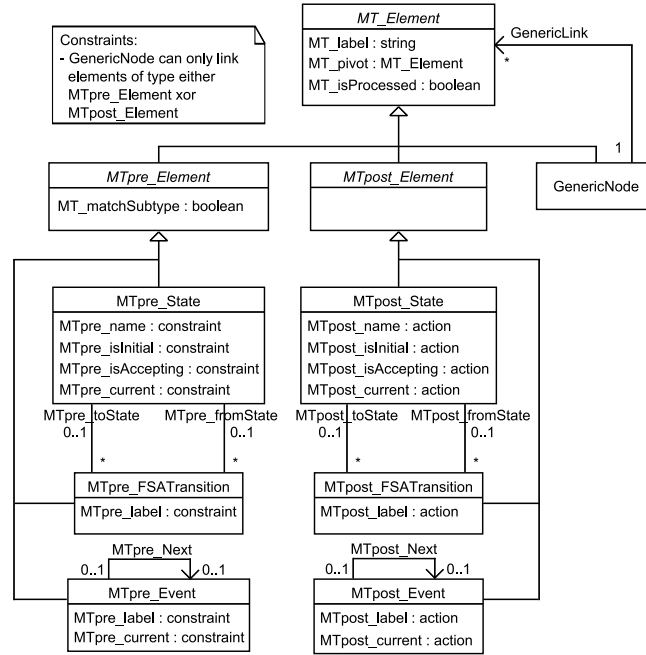 MT_Element
MT_label : string
MT_pivot : MT_Element
MT_isProcessed : boolean
GenericLink
*
1
Constraints:
- GenericNode can only link
elements of type either
MTpre_Element xor
MTpost_Element
MTpre_Element
MT_matchSubtype : boolean
MTpost_Element
GenericNode
MTpre_State
MTpre_name : constraint
MTpre_isInitial : constraint
MTpre_isAccepting : constraint
MTpre_current : constraint
MTpost_State
MTpost_name : action
MTpost_isInitial : action
MTpost_isAccepting : action
MTpost_current : action
MTpre_toState
MTpre_fromState
0..1
0..1
*
*
MTpost_toState
MTpost_fromState
0..1
0..1
*
*
MTpre_FSATransition
MTpre_label : constraint
MTpost_FSATransition
MTpost_label : action
MTpre_Next
0..1
0..1
MTpost_Next
0..1
0..1
MTpre_Event
MTpre_label : constraint
MTpre_current : constraint
MTpost_Event
MTpost_label : action
MTpost_current : action